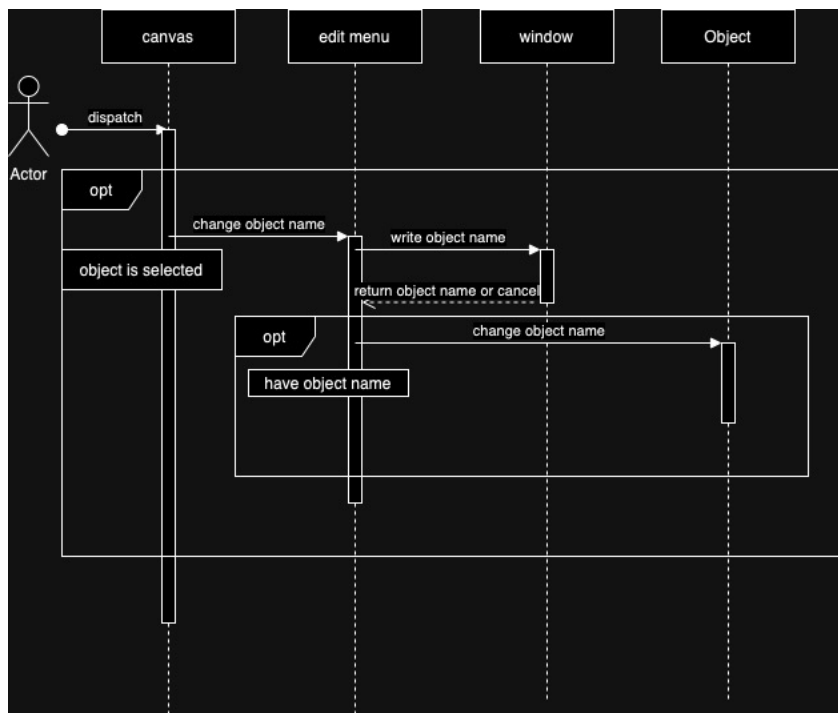 canvas
edit menu
window
Object
dispatch
Actor
opt
change object name
write object name
object is selected
return object name or cancel
opt
change object name
have object name